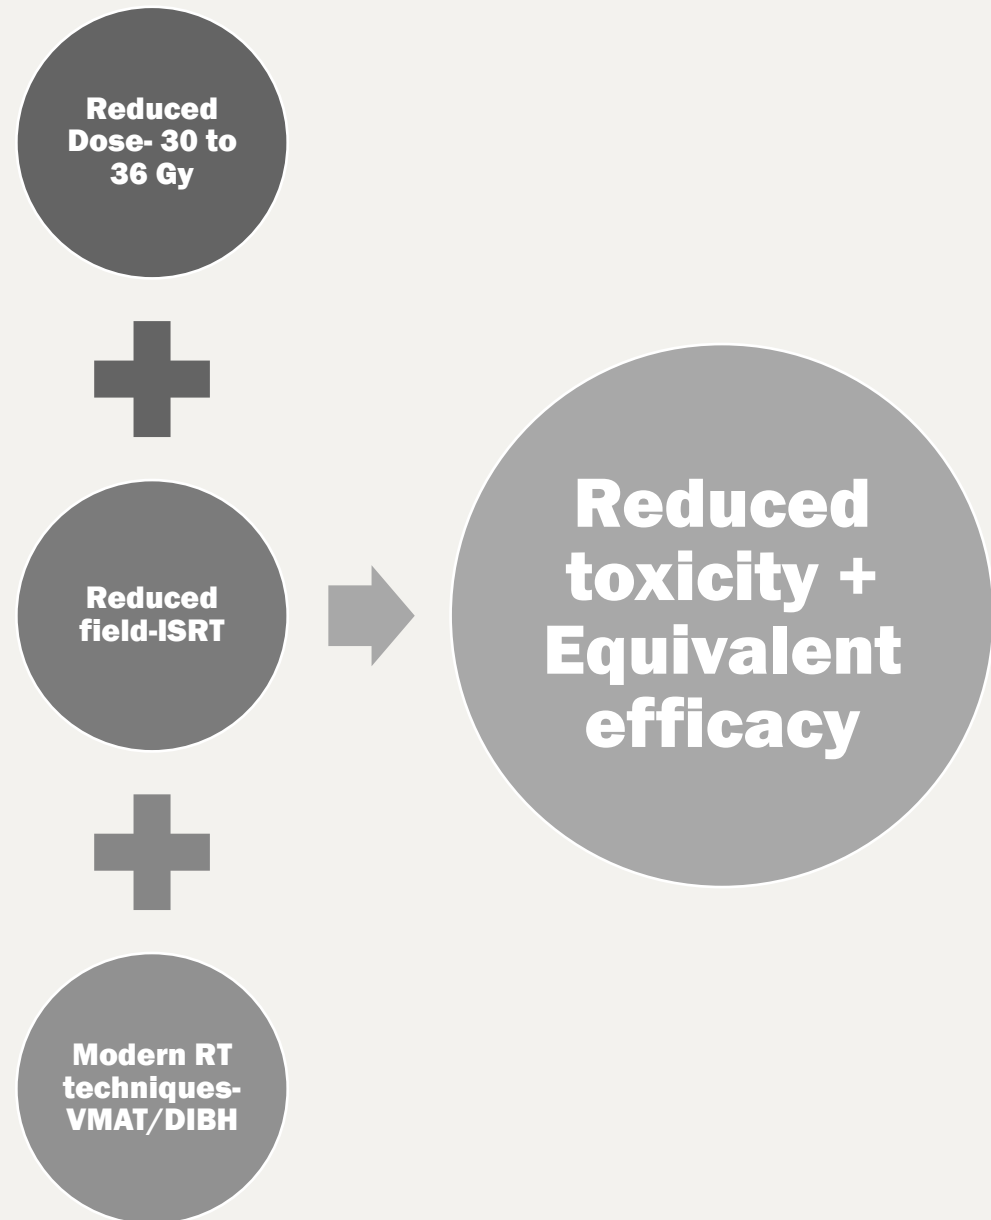 Reduced
Dose- 30 to
36 Gy
Reduced
field-ISRT
Modern RT
techniques-
VMAT/DIBH
Reduced
toxicity +
Equivalent
efficacy